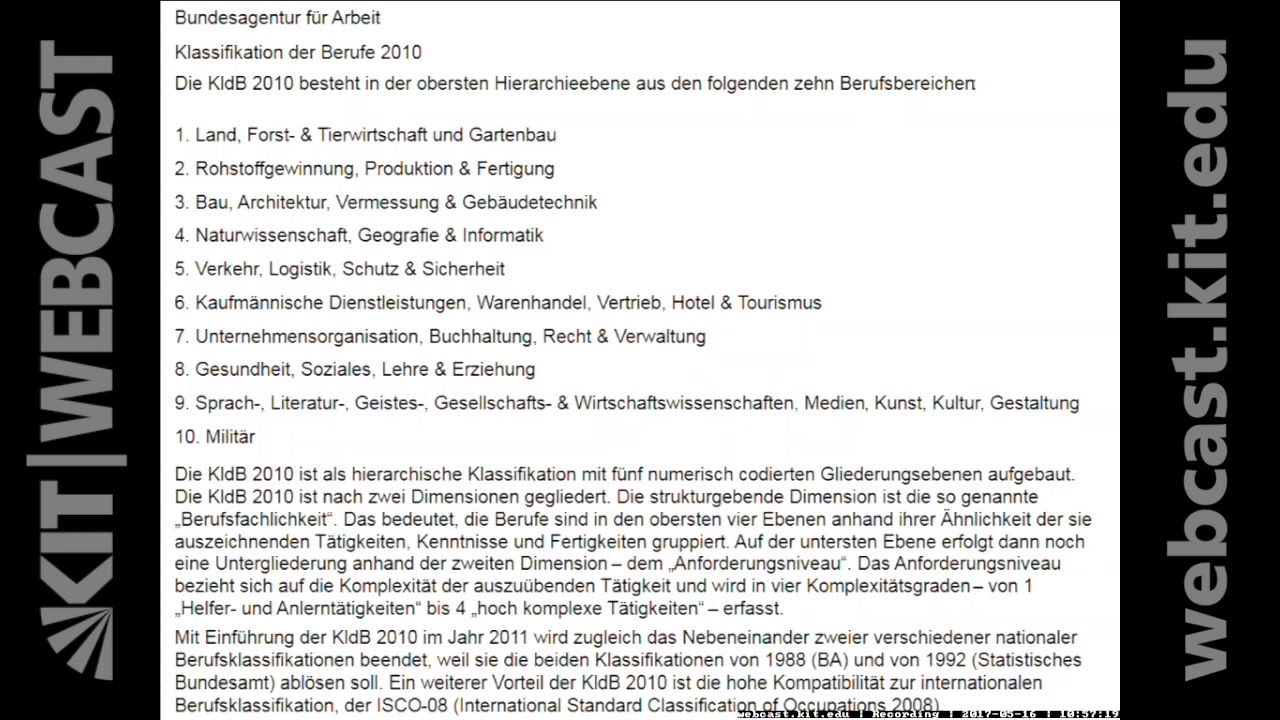 KIT | WEBCAST
Bundesagentur für Arbeit
Klassifikation der Berufe 2010
Die KldB 2010 besteht in der obersten Hierarchieebene aus den folgenden zehn Berufsbereichen:
1. Land, Forst- & Tierwirtschaft und Gartenbau
2. Rohstoffgewinnung, Produktion & Fertigung
3. Bau, Architektur, Vermessung & Gebäudetechnik
4. Naturwissenschaft, Geografie & Informatik
5. Verkehr, Logistik, Schutz & Sicherheit
6. Kaufmännische Dienstleistungen, Warenhandel, Vertrieb, Hotel & Tourismus
7. Unternehmensorganisation, Buchhaltung, Recht & Verwaltung
8. Gesundheit, Soziales, Lehre & Erziehung
9. Sprach-, Literatur-, Geistes-, Gesellschafts- & Wirtschaftswissenschaften, Medien, Kunst, Kultur, Gestaltung
10. Militär
Die KldB 2010 ist als hierarchische Klassifikation mit fünf numerisch codierten Gliederungsebenen aufgebaut.
Die KldB 2010 ist nach zwei Dimensionen gegliedert. Die strukturgebende Dimension ist die so genannte
„Berufsfachlichkeit“. Das bedeutet, die Berufe sind in den obersten vier Ebenen anhand ihrer Ähnlichkeit der sie
auszeichnenden Tätigkeiten, Kenntnisse und Fertigkeiten gruppiert. Auf der untersten Ebene erfolgt dann noch
eine Untergliederung anhand der zweiten Dimension – dem „Anforderungsniveau“. Das Anforderungsniveau
bezieht sich auf die Komplexität der auszuübenden Tätigkeit und wird in vier Komplexitätsgraden – von 1
„Helfer- und Anlerntätigkeiten“ bis 4 „hoch komplexe Tätigkeiten“ – erfasst.
Mit Einführung der KldB 2010 im Jahr 2011 wird zugleich das Nebeneinander zweier verschiedener nationaler
Berufsklassifikationen beendet, weil sie die beiden Klassifikationen von 1988 (BA) und von 1992 (Statistisches
Bundesamt) ablösen soll. Ein weiterer Vorteil der KldB 2010 ist die hohe Kompatibilität zur internationalen
Berufsklassifikation, der ISCO-08 (International Standard Classification of Occupations 2008)
webcast.kit.edu | Recording | 2017-05-16 | 10:57:19
webcast.kit.edu